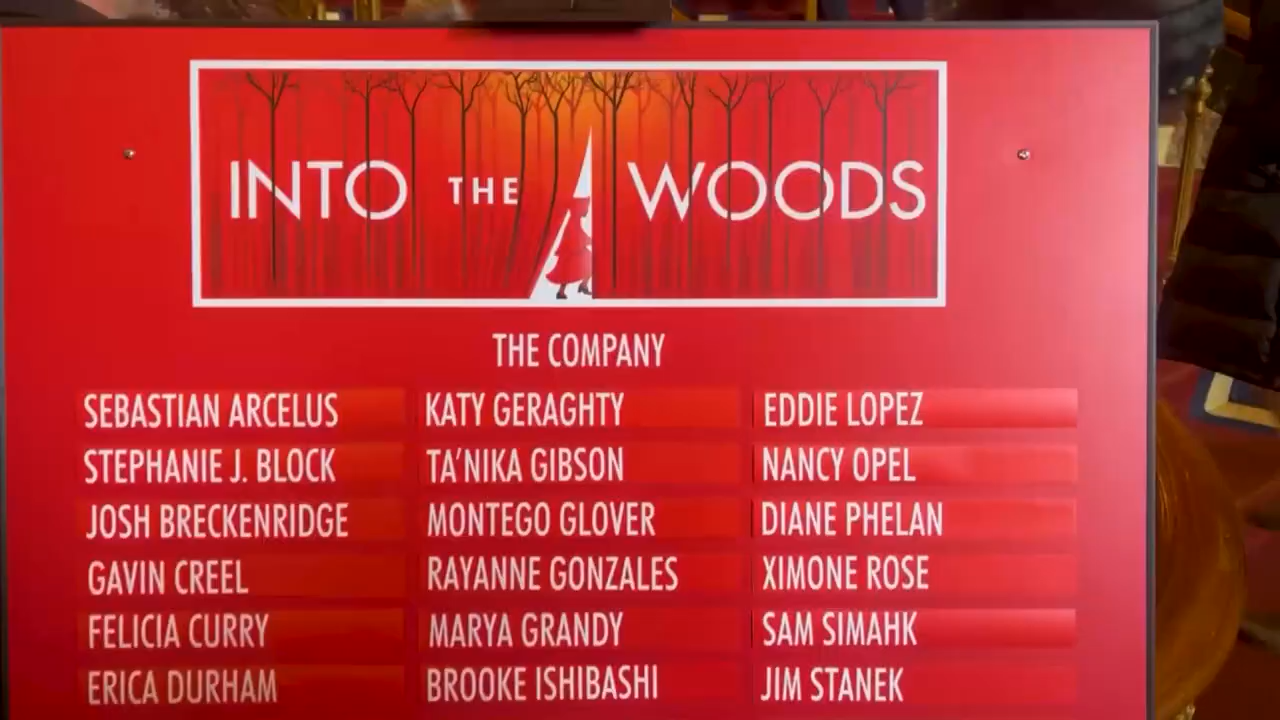 INTO THE WOODS
THE COMPANY
SEBASTIAN ARCELUS
STEPHANIE J. BLOCK
JOSH BRECKENRIDGE
GAVIN CREEL
FELICIA CURRY
ERICA DURHAM
KATY GERAGHTY
TA'NIKA GIBSON
MONTEGO GLOVER
RAYANNE GONZALES
MARYA GRANDY
BROOKE ISHIBASHI
EDDIE LOPEZ
NANCY OPEL
DIANE PHELAN
XIMONE ROSE
SAM SIMAHK
JIM STANEK